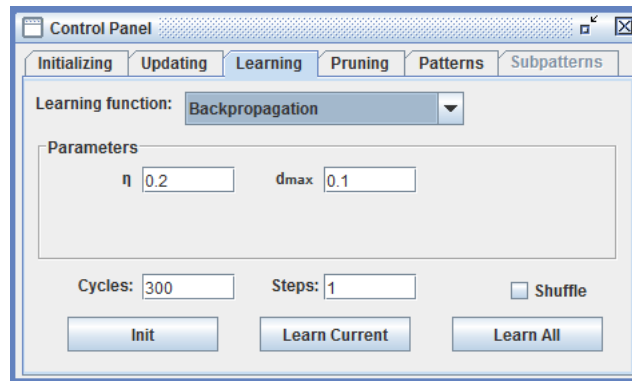 Control Panel
Initializing Updating Learning Pruning Patterns Subpatterns
Learning function: Backpropagation
Parameters
η 0.2 dmax 0.1
Cycles: 300 Steps: 1 Shuffle
Init Learn Current Learn All